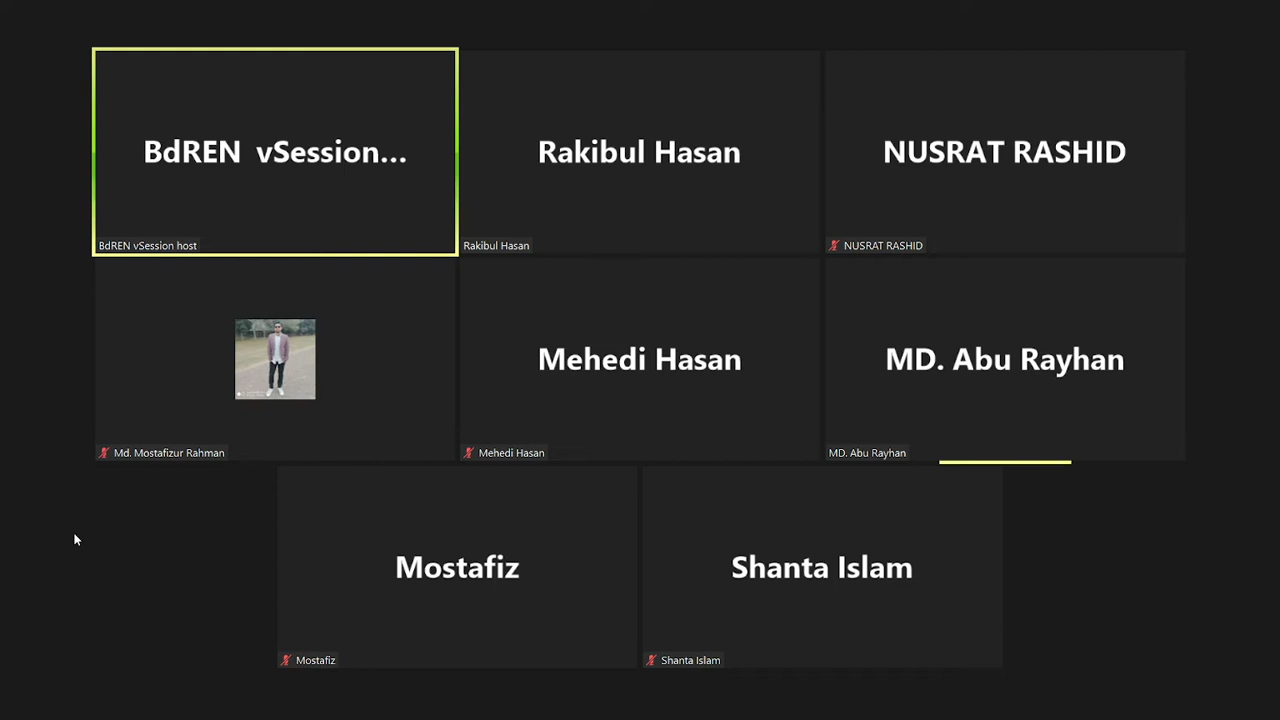 BdREN vSession...
BdREN vSession host
Rakibul Hasan
Rakibul Hasan
NUSRAT RASHID
NUSRAT RASHID
Md. Mostafizur Rahman
Mehedi Hasan
Mehedi Hasan
MD. Abu Rayhan
MD. Abu Rayhan
Mostafiz
Mostafiz
Shanta Islam
Shanta Islam